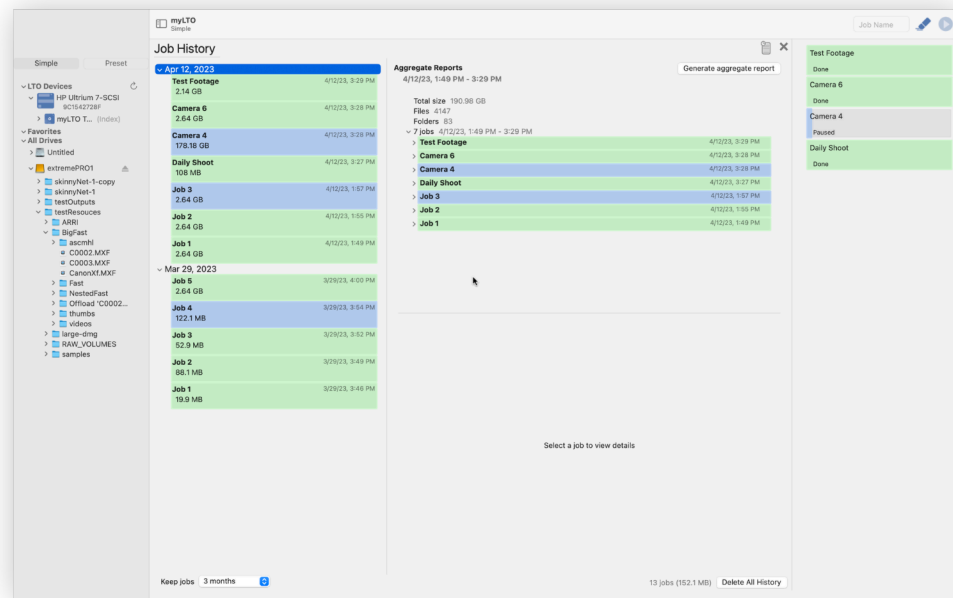 myLTO
Simple
Job Name
Simple
Preset
LTO Devices
HP Ultrium 7-SCSI
9C1542728F
myLTO T... (Index)
Favorites
All Drives
Untitled
extremePRO1
skinnyNet-1-copy
skinnyNet-1
testOutputs
testResouces
ARRI
BigFast
ascmhl
C0002.MXF
C0003.MXF
CanonXf.MXF
Fast
NestedFast
Offload 'C0002...
thumbs
videos
large-dmg
RAW_VOLUMES
samples
Job History
Apr 12, 2023
Test Footage 4/12/23, 3:29 PM
2.14 GB
Camera 6 4/12/23, 3:28 PM
2.64 GB
Camera 4 4/12/23, 3:28 PM
178.18 GB
Daily Shoot 4/12/23, 3:27 PM
108 MB
Job 3 4/12/23, 1:57 PM
2.64 GB
Job 2 4/12/23, 1:55 PM
2.64 GB
Job 1 4/12/23, 1:49 PM
2.64 GB
Mar 29, 2023
Job 5 3/29/23, 4:00 PM
2.64 GB
Job 4 3/29/23, 3:54 PM
122.1 MB
Job 3 3/29/23, 3:52 PM
52.9 MB
Job 2 3/29/23, 3:49 PM
88.1 MB
Job 1 3/29/23, 3:46 PM
19.9 MB
Keep jobs 3 months
Aggregate Reports
Generate aggregate report
4/12/23, 1:49 PM - 3:29 PM
Total size 190.98 GB
Files 4147
Folders 83
7 jobs 4/12/23, 1:49 PM - 3:29 PM
Test Footage 4/12/23, 3:29 PM
Camera 6 4/12/23, 3:28 PM
Camera 4 4/12/23, 3:28 PM
Daily Shoot 4/12/23, 3:27 PM
Job 3 4/12/23, 1:57 PM
Job 2 4/12/23, 1:55 PM
Job 1 4/12/23, 1:49 PM
Select a job to view details
13 jobs (152.1 MB) Delete All History
Test Footage
Done
Camera 6
Done
Camera 4
Paused
Daily Shoot
Done